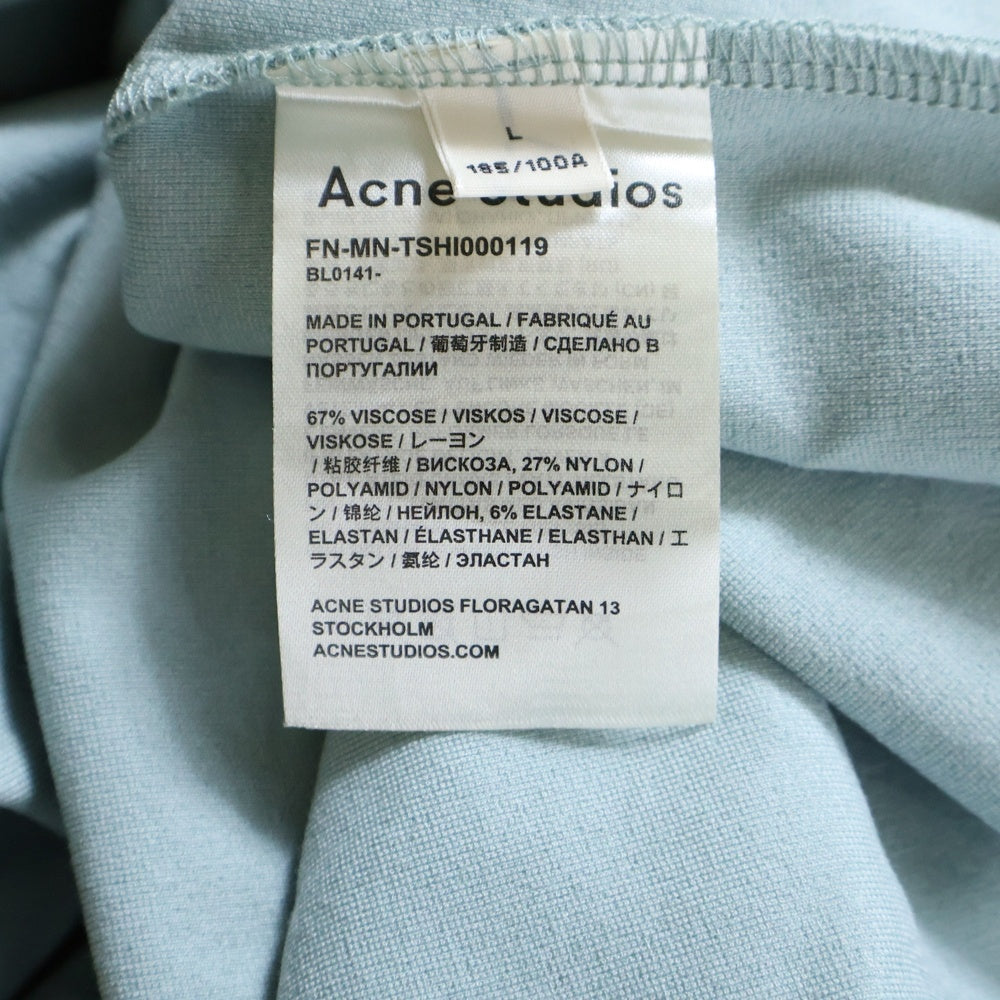 L
185/100A
Acne Studios
FN-MN-TSHI000119
BL0141-
MADE IN PORTUGAL / FABRIQUÉ AU
PORTUGAL / 葡萄牙制造 / СДЕЛАНО В
ПОРТУГАЛИИ
67% VISCOSE / VISKOS / VISCOSE /
VISKOSE / レーヨン
/ 粘胶纤维 / ВИСКОЗА, 27% NYLON /
POLYAMID / NYLON / POLYAMID / ナイロ
ン / 锦纶 / НЕЙЛОН, 6% ELASTANE /
ELASTAN / ÉLASTHANE / ELASTHAN / エ
ラスタン / 氨纶 / ЭЛАСТАН
ACNE STUDIOS FLORAGATAN 13
STOCKHOLM
ACNESTUDIOS.COM